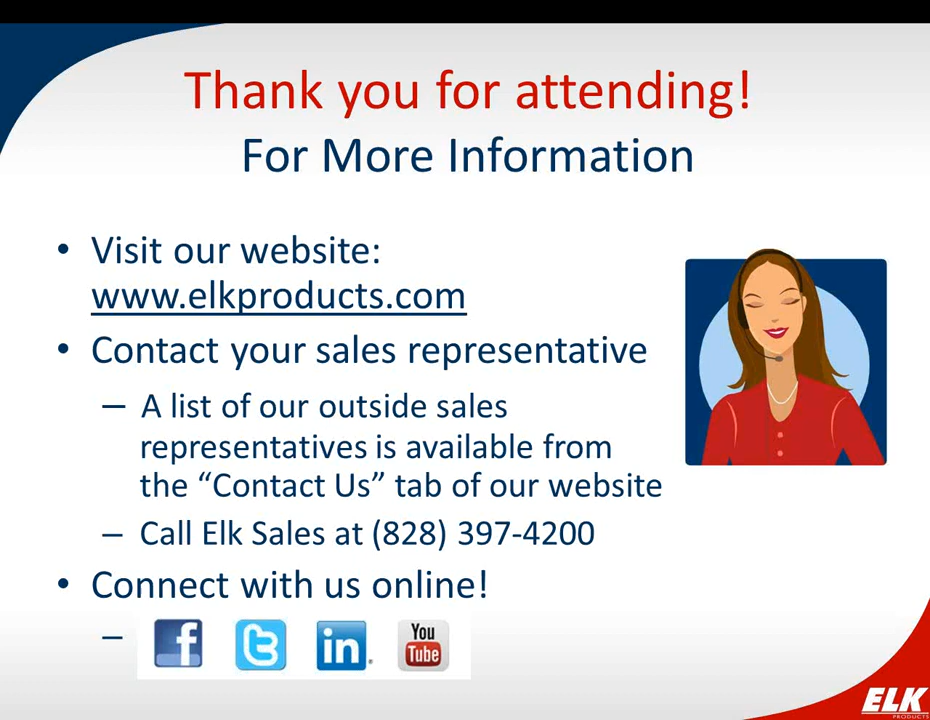 Thank you for attending!
For More Information
• Visit our website:
www.elkproducts.com
• Contact your sales representative
– A list of our outside sales
representatives is available from
the “Contact Us” tab of our website
– Call Elk Sales at (828) 397-4200
• Connect with us online!
–
f t in You Tube
ELK
PRODUCTS